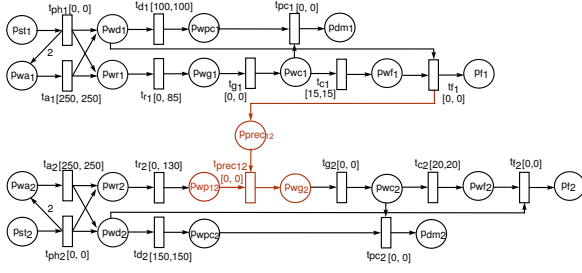 tph1[0, 0]
td1[100,100]
tpc1[0, 0]
Pst1
Pwd1
Pwpc1
Pdm1
2
Pwa1
Pwr1
Pwg1
Pwc1
Pwf1
Pf1
ta1[250, 250]
tr1[0, 85]
tg1
[0, 0]
tc1
[15,15]
tf1
[0, 0]
Pprec12
ta2[250, 250]
tr2[0, 130]
tprec12
[0, 0]
tg2[0, 0]
tc2[20,20]
tf2[0,0]
Pwa2
Pwr2
Pwp12
Pwg2
Pwc2
Pwf2
Pf2
2
Pst2
Pwd2
Pwpc2
Pdm2
tph2[0, 0]
td2[150,150]
tpc2
[0, 0]